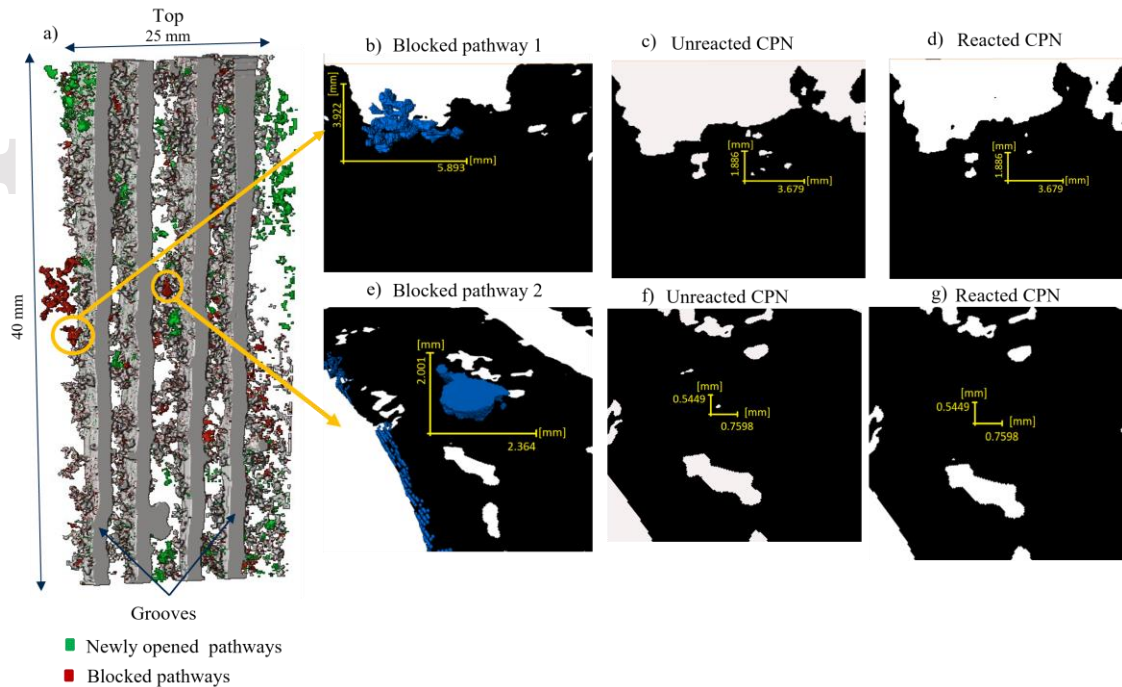 a)
Top
25 mm
40 mm
Grooves
Newly opened pathways
Blocked pathways
b) Blocked pathway 1
[mm]
3.922
[mm]
5.893
c) Unreacted CPN
[mm]
1.886
[mm]
3.679
d) Reacted CPN
[mm]
1.886
[mm]
3.679
e) Blocked pathway 2
[mm]
2.001
[mm]
2.364
f) Unreacted CPN
[mm]
0.5449
[mm]
0.7598
g) Reacted CPN
[mm]
0.5449
[mm]
0.7598